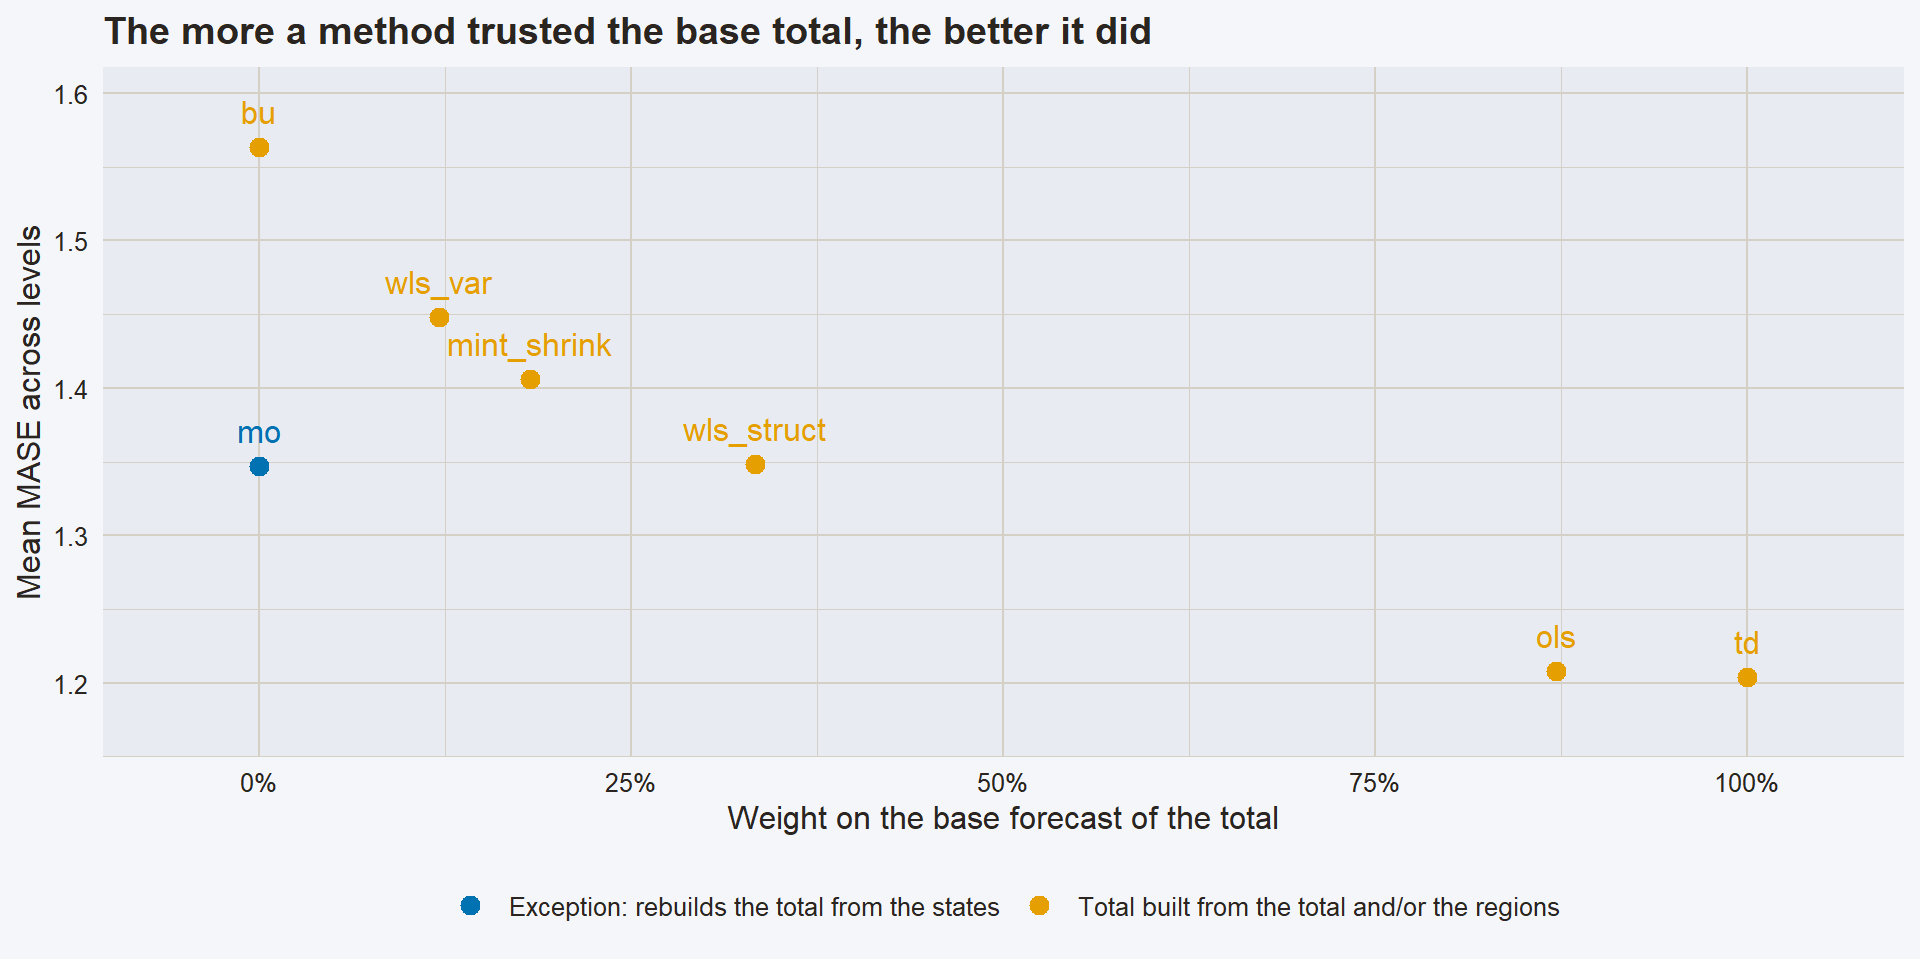 The more a method trusted the base total, the better it did
Mean MASE across levels
1.6
1.5
1.4
1.3
1.2
bu
wls_var
mint_shrink
mo
wls_struct
ols
td
0%
25%
50%
75%
100%
Weight on the base forecast of the total
Exception: rebuilds the total from the states
Total built from the total and/or the regions